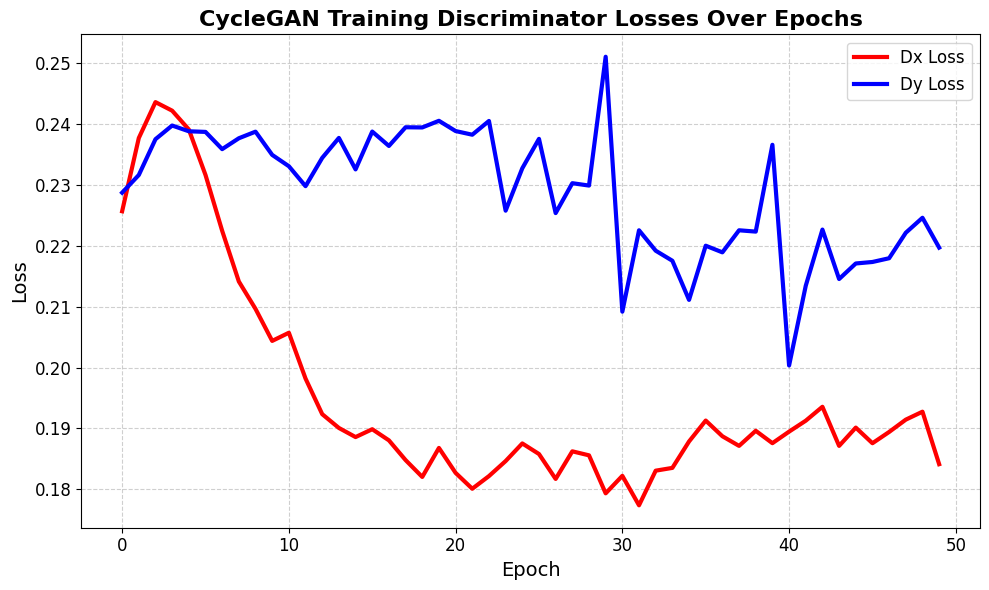 CycleGAN Training Discriminator Losses Over Epochs
Dx Loss
Dy Loss
Loss
0.25
0.24
0.23
0.22
0.21
0.20
0.19
0.18
0
10
20
30
40
50
Epoch